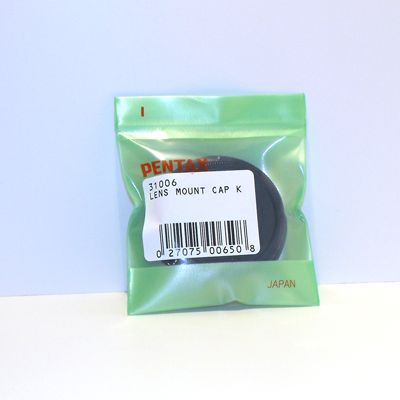 I
PENTAX
31006
LENS MOUNT CAP K
0 27075 00650 8
JAPAN